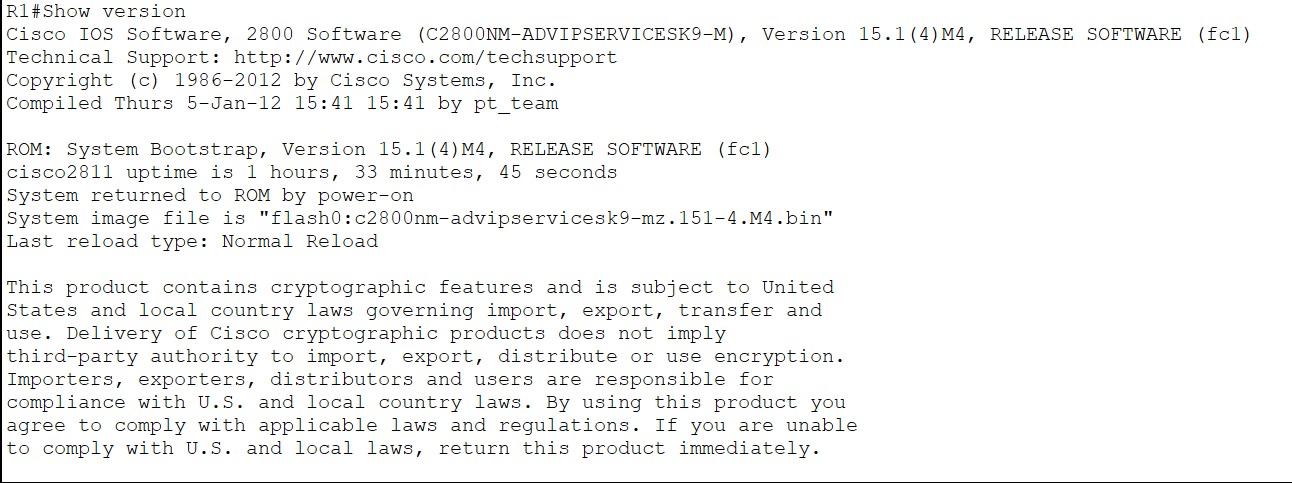 R1#Show version
Cisco IOS Software, 2800 Software (C2800NM-ADVIPSERVICESK9-M), Version 15.1(4)M4, RELEASE SOFTWARE (fc1)
Technical Support: http://www.cisco.com/techsupport
Copyright (c) 1986-2012 by Cisco Systems, Inc.
Compiled Thurs 5-Jan-12 15:41 15:41 by pt_team
ROM: System Bootstrap, Version 15.1(4)M4, RELEASE SOFTWARE (fc1)
cisco2811 uptime is 1 hours, 33 minutes, 45 seconds
System returned to ROM by power-on
System image file is "flash0:c2800nm-advipservicesk9-mz.151-4.M4.bin"
Last reload type: Normal Reload
This product contains cryptographic features and is subject to United
States and local country laws governing import, export, transfer and
use. Delivery of Cisco cryptographic products does not imply
third-party authority to import, export, distribute or use encryption.
Importers, exporters, distributors and users are responsible for
compliance with U.S. and local country laws. By using this product you
agree to comply with applicable laws and regulations. If you are unable
to comply with U.S. and local laws, return this product immediately.